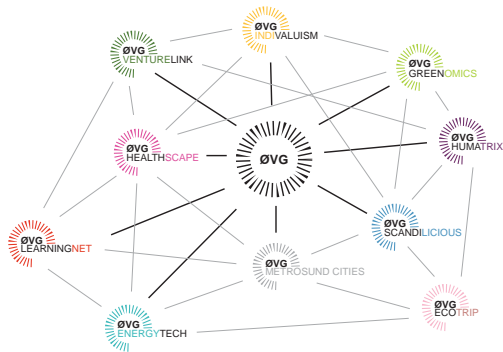 ØVG
INDIVALUISM
ØVG
VENTURELINK
ØVG
GREENOMICS
ØVG
HUMATRIX
ØVG
HEALTHSCAPE
ØVG
ØVG
SCANDILICIOUS
ØVG
LEARNINGNET
ØVG
METROSUND CITIES
ØVG
ECOTRIP
ØVG
ENERGYTECH